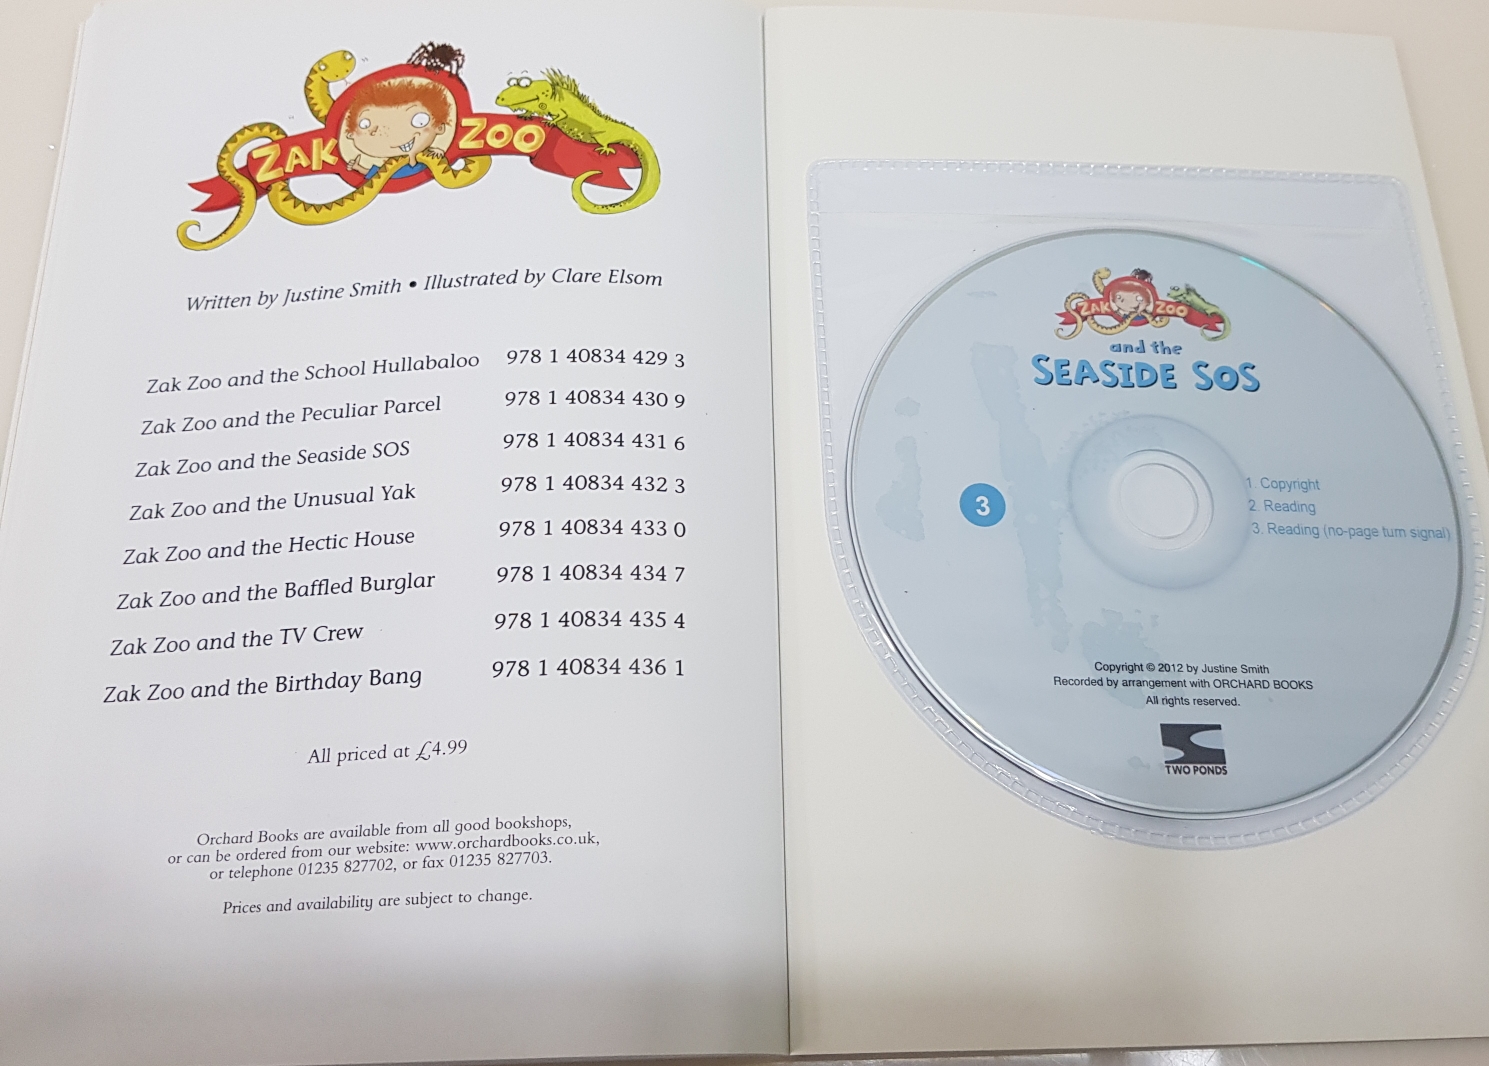 ZAK ZOO
Written by Justine Smith • Illustrated by Clare Elsom
Zak Zoo and the School Hullabaloo 978 1 40834 429 3
Zak Zoo and the Peculiar Parcel 978 1 40834 430 9
Zak Zoo and the Seaside SOS 978 1 40834 431 6
Zak Zoo and the Unusual Yak 978 1 40834 432 3
Zak Zoo and the Hectic House 978 1 40834 433 0
Zak Zoo and the Baffled Burglar 978 1 40834 434 7
Zak Zoo and the TV Crew 978 1 40834 435 4
Zak Zoo and the Birthday Bang 978 1 40834 436 1
All priced at £4.99
Orchard Books are available from all good bookshops,
or can be ordered from our website: www.orchardbooks.co.uk,
or telephone 01235 827702, or fax 01235 827703.
Prices and availability are subject to change.
ZAK ZOO
and the
SEASIDE SOS
3
1. Copyright
2. Reading
3. Reading (no-page turn signal)
Copyright © 2012 by Justine Smith
Recorded by arrangement with ORCHARD BOOKS
All rights reserved.
TWO PONDS